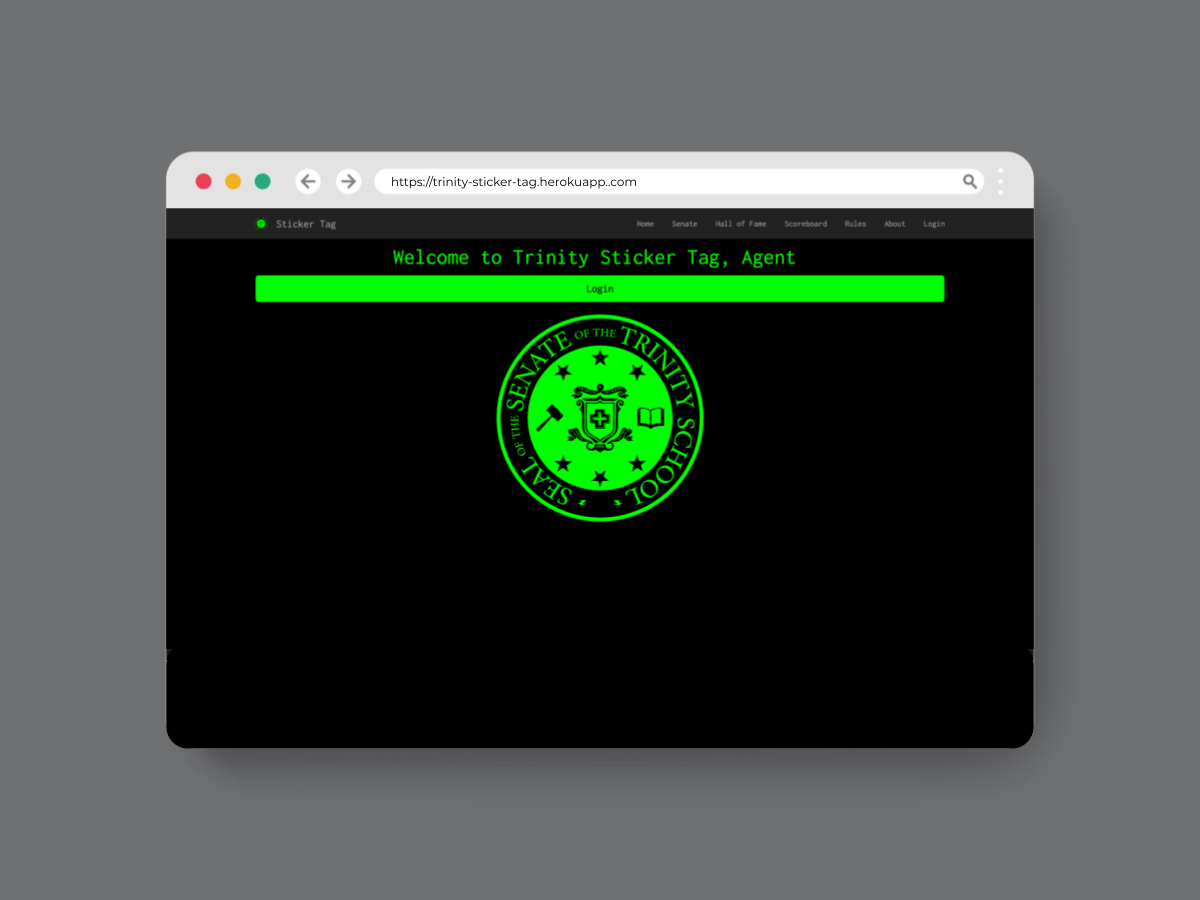 https://trinity-sticker-tag.herokuapp..com
Sticker Tag Home Senate Hall of Fame Scoreboard Rules About Login
Welcome to Trinity Sticker Tag, Agent
Login
SEAL OF THE SENATE OF THE TRINITY SCHOOL